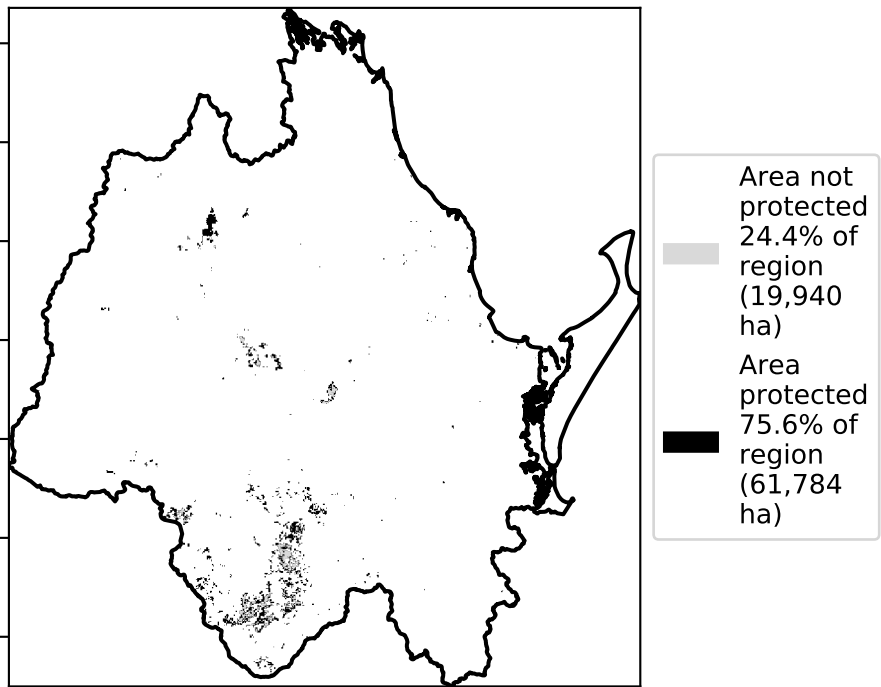 Area not
protected
24.4% of
region
(19,940
ha)
Area
protected
75.6% of
region
(61,784
ha)